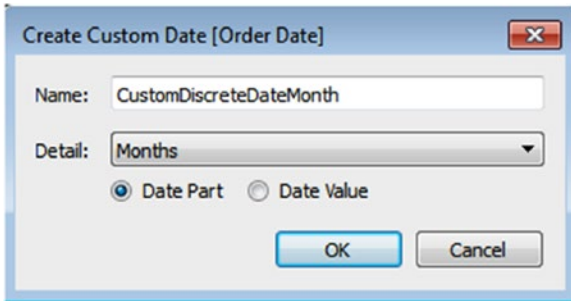 Create Custom Date [Order Date]
Name: CustomDiscreteDateMonth
Detail: Months
Date Part Date Value
OK Cancel